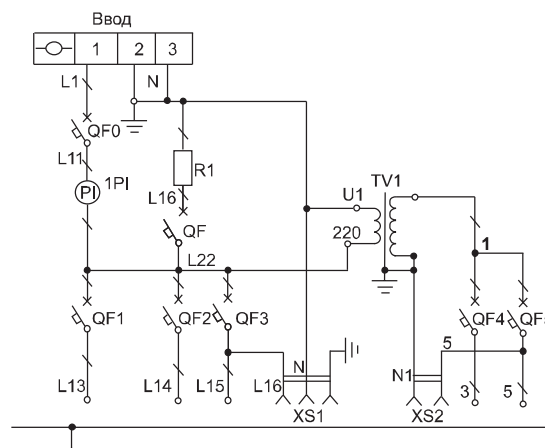 Ввод
1 2 3
L1 N
QF0
L11
PI 1PI
R1
L16
QF
L22
U1 TV1
220
1
QF1 QF2 QF3 QF4
N 5
L13 L14 L15 L16 N1 3 5
XS1 XS2